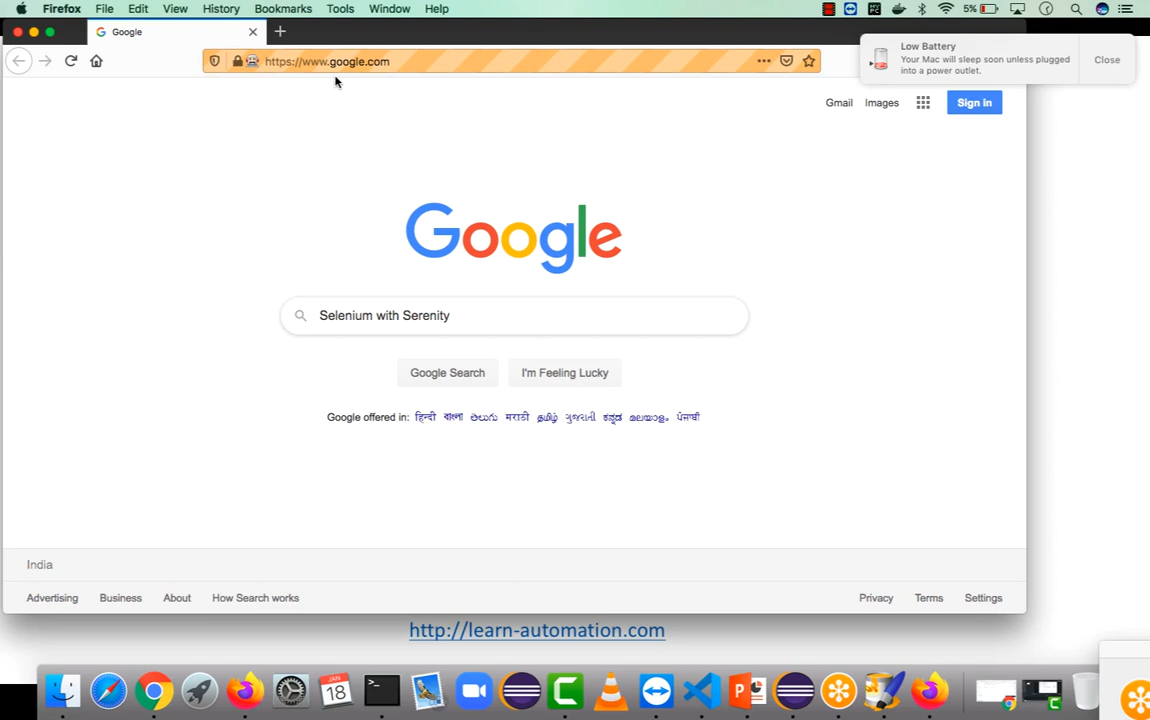 Firefox File Edit View History Bookmarks Tools Window Help 5%
Google
Low Battery
Your Mac will sleep soon unless plugged
into a power outlet.
Close
https://www.google.com
Gmail Images Sign in
Google
Selenium with Serenity
Google Search I'm Feeling Lucky
Google offered in: हिन्दी বাংলা తెలుగు मराठी தமிழ் ગુજરાતી ಕನ್ನಡ മലയാളം ਪੰਜਾਬੀ
India
Advertising Business About How Search works Privacy Terms Settings
http://learn-automation.com
JAN
18